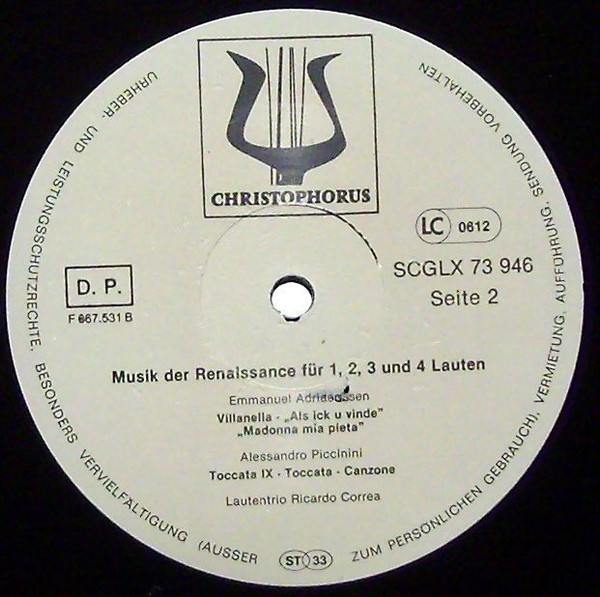 CHRISTOPHORUS
LC 0612
SCGLX 73 946
Seite 2
D. P.
F 667.531 B
Musik der Renaissance für 1, 2, 3 und 4 Lauten
Emmanuel Adriaenssen
Villanella - „Als ick u vinde”
„Madonna mia pieta”
Alessandro Piccinini
Toccata IX - Toccata - Canzone
Lautentrio Ricardo Correa
ST 33
URHEBER- UND LEISTUNGSSCHUTZRECHTE, BESONDERS VERVIELFÄLTIGUNG (AUSSER ZUM PERSÖNLICHEN GEBRAUCH), VERMIETUNG, AUFFÜHRUNG, SENDUNG VORBEHALTEN